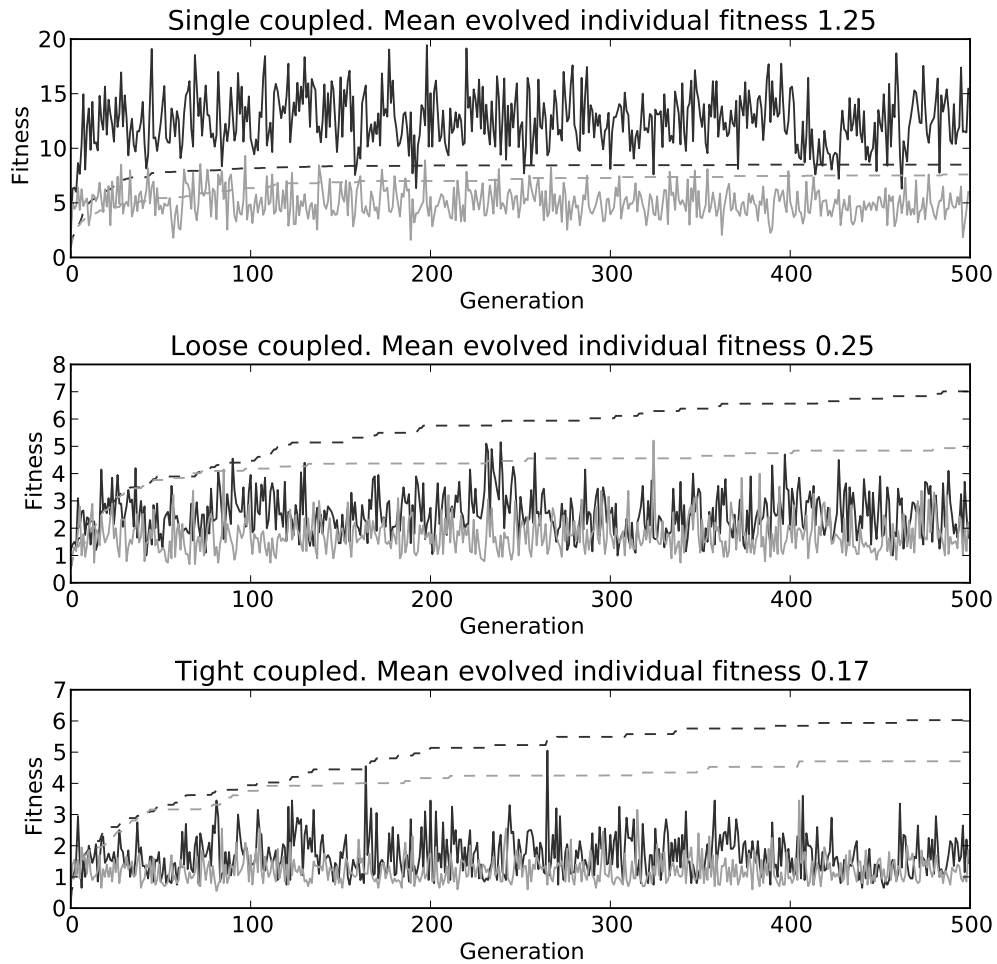 Single coupled. Mean evolved individual fitness 1.25
20
15
10
5
0
Fitness
0 100 200 300 400 500
Generation
Loose coupled. Mean evolved individual fitness 0.25
8
7
6
5
4
3
2
1
0
Fitness
0 100 200 300 400 500
Generation
Tight coupled. Mean evolved individual fitness 0.17
7
6
5
4
3
2
1
0
Fitness
0 100 200 300 400 500
Generation